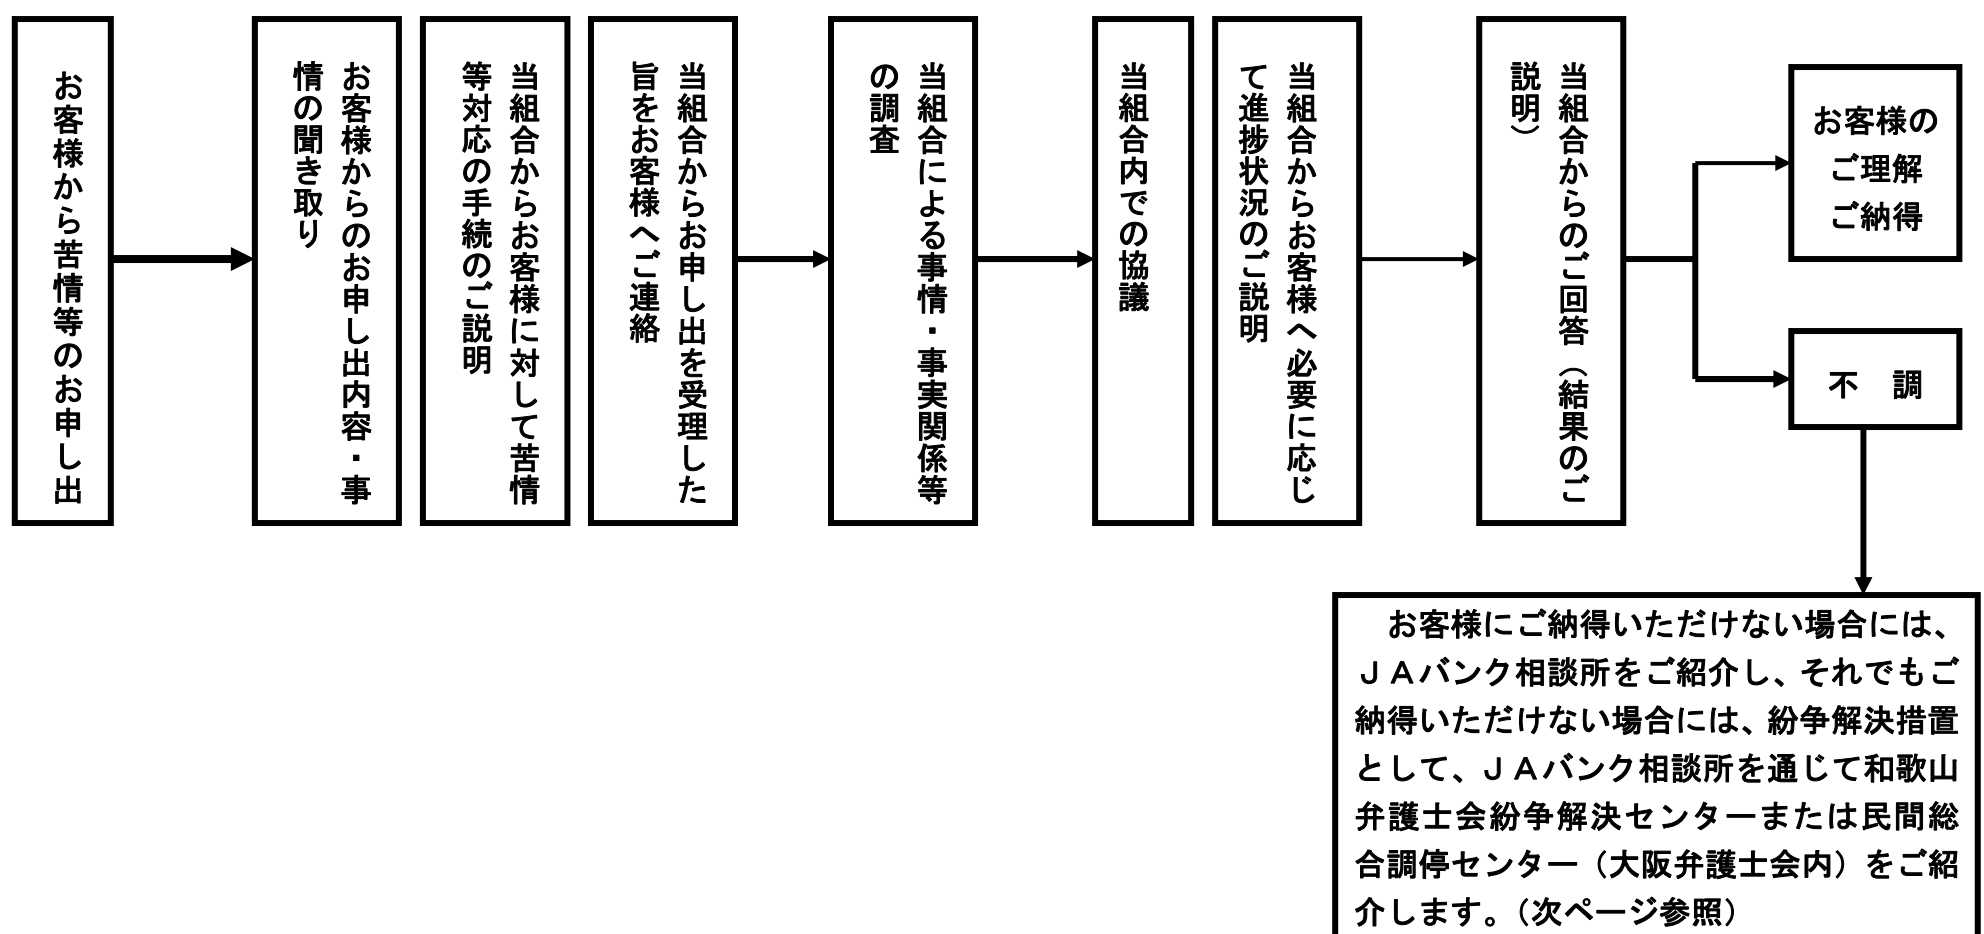 お客様から苦情等のお申し出
お客様からのお申し出内容・事
情の聞き取り
当組合からお客様に対して苦情
等対応の手続のご説明
当組合からお申し出を受理した
旨をお客様へご連絡
当組合による事情・事実関係等
の調査
当組合内での協議
当組合からお客様へ必要に応じ
て進捗状況のご説明
当組合からのご回答（結果のご
説明）
お客様の
ご理解
ご納得
不　調
お客様にご納得いただけない場合には、
ＪＡバンク相談所をご紹介し、それでもご
納得いただけない場合には、紛争解決措置
として、ＪＡバンク相談所を通じて和歌山
弁護士会紛争解決センターまたは民間総
合調停センター（大阪弁護士会内）をご紹
介します。（次ページ参照）